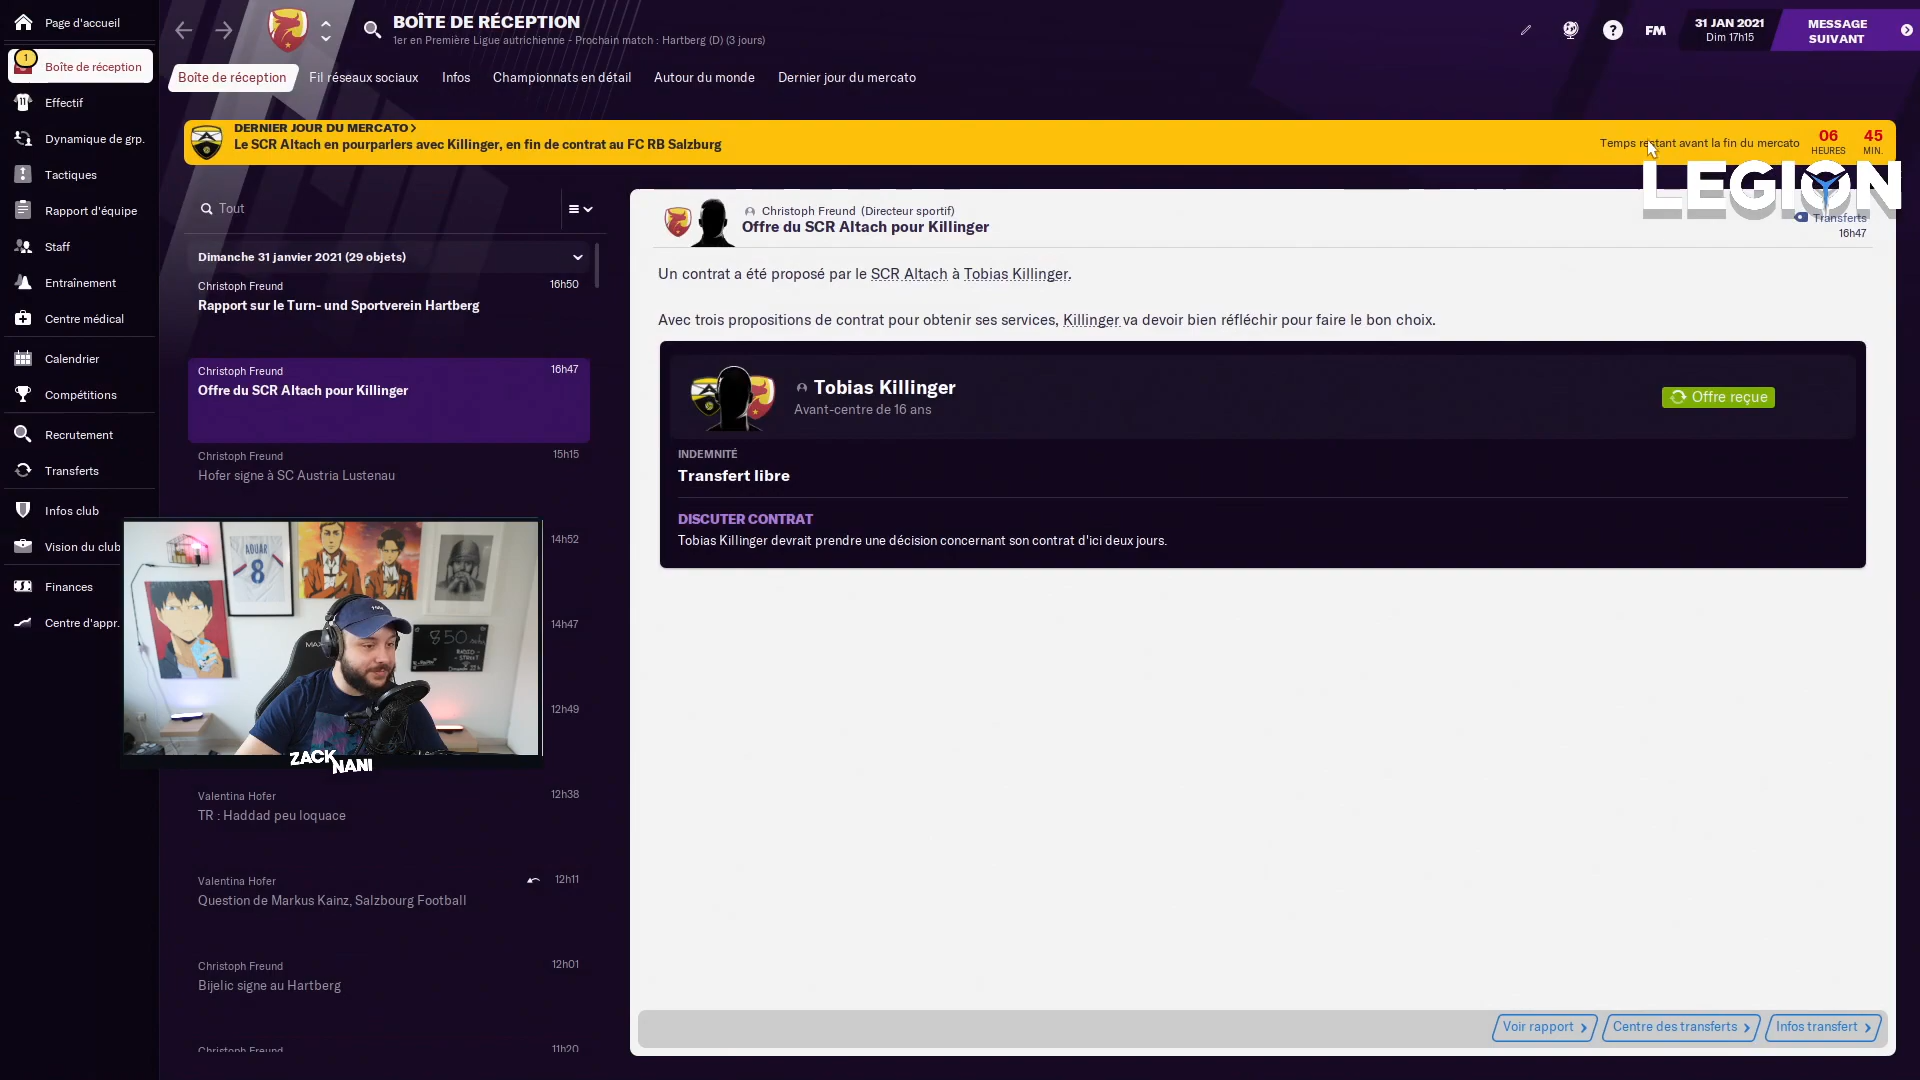 Page d'accueil
1
Boîte de réception
Effectif
Dynamique de grp.
Tactiques
Rapport d'équipe
Staff
Entraînement
Centre médical
Calendrier
Compétitions
Recrutement
Transferts
Infos club
Vision du club
Finances
Centre d'appr.
BOÎTE DE RÉCEPTION
1er en Première Ligue autrichienne - Prochain match : Hartberg (D) (3 jours)
FM
31 JAN 2021
Dim 17h15
MESSAGE
SUIVANT
Boîte de réception
Fil réseaux sociaux
Infos
Championnats en détail
Autour du monde
Dernier jour du mercato
DERNIER JOUR DU MERCATO >
Le SCR Altach en pourparlers avec Killinger, en fin de contrat au FC RB Salzburg
Temps restant avant la fin du mercato
06
HEURES
45
MIN.
LEGION
Tout
Dimanche 31 janvier 2021 (29 objets)
Christoph Freund 16h50
Rapport sur le Turn- und Sportverein Hartberg
Christoph Freund 16h47
Offre du SCR Altach pour Killinger
Christoph Freund 15h15
Hofer signe à SC Austria Lustenau
14h52
14h47
12h49
AOUAR
8
850
ZACK
NANI
Valentina Hofer 12h38
TR : Haddad peu loquace
Valentina Hofer 12h11
Question de Markus Kainz, Salzbourg Football
Christoph Freund 12h01
Bijelic signe au Hartberg
Christoph Freund 11h20
Christoph Freund (Directeur sportif)
Offre du SCR Altach pour Killinger
Transferts
16h47
Un contrat a été proposé par le SCR Altach à Tobias Killinger.
Avec trois propositions de contrat pour obtenir ses services, Killinger va devoir bien réfléchir pour faire le bon choix.
Tobias Killinger
Avant-centre de 16 ans
Offre reçue
INDEMNITÉ
Transfert libre
DISCUTER CONTRAT
Tobias Killinger devrait prendre une décision concernant son contrat d'ici deux jours.
Voir rapport >
Centre des transferts >
Infos transfert >